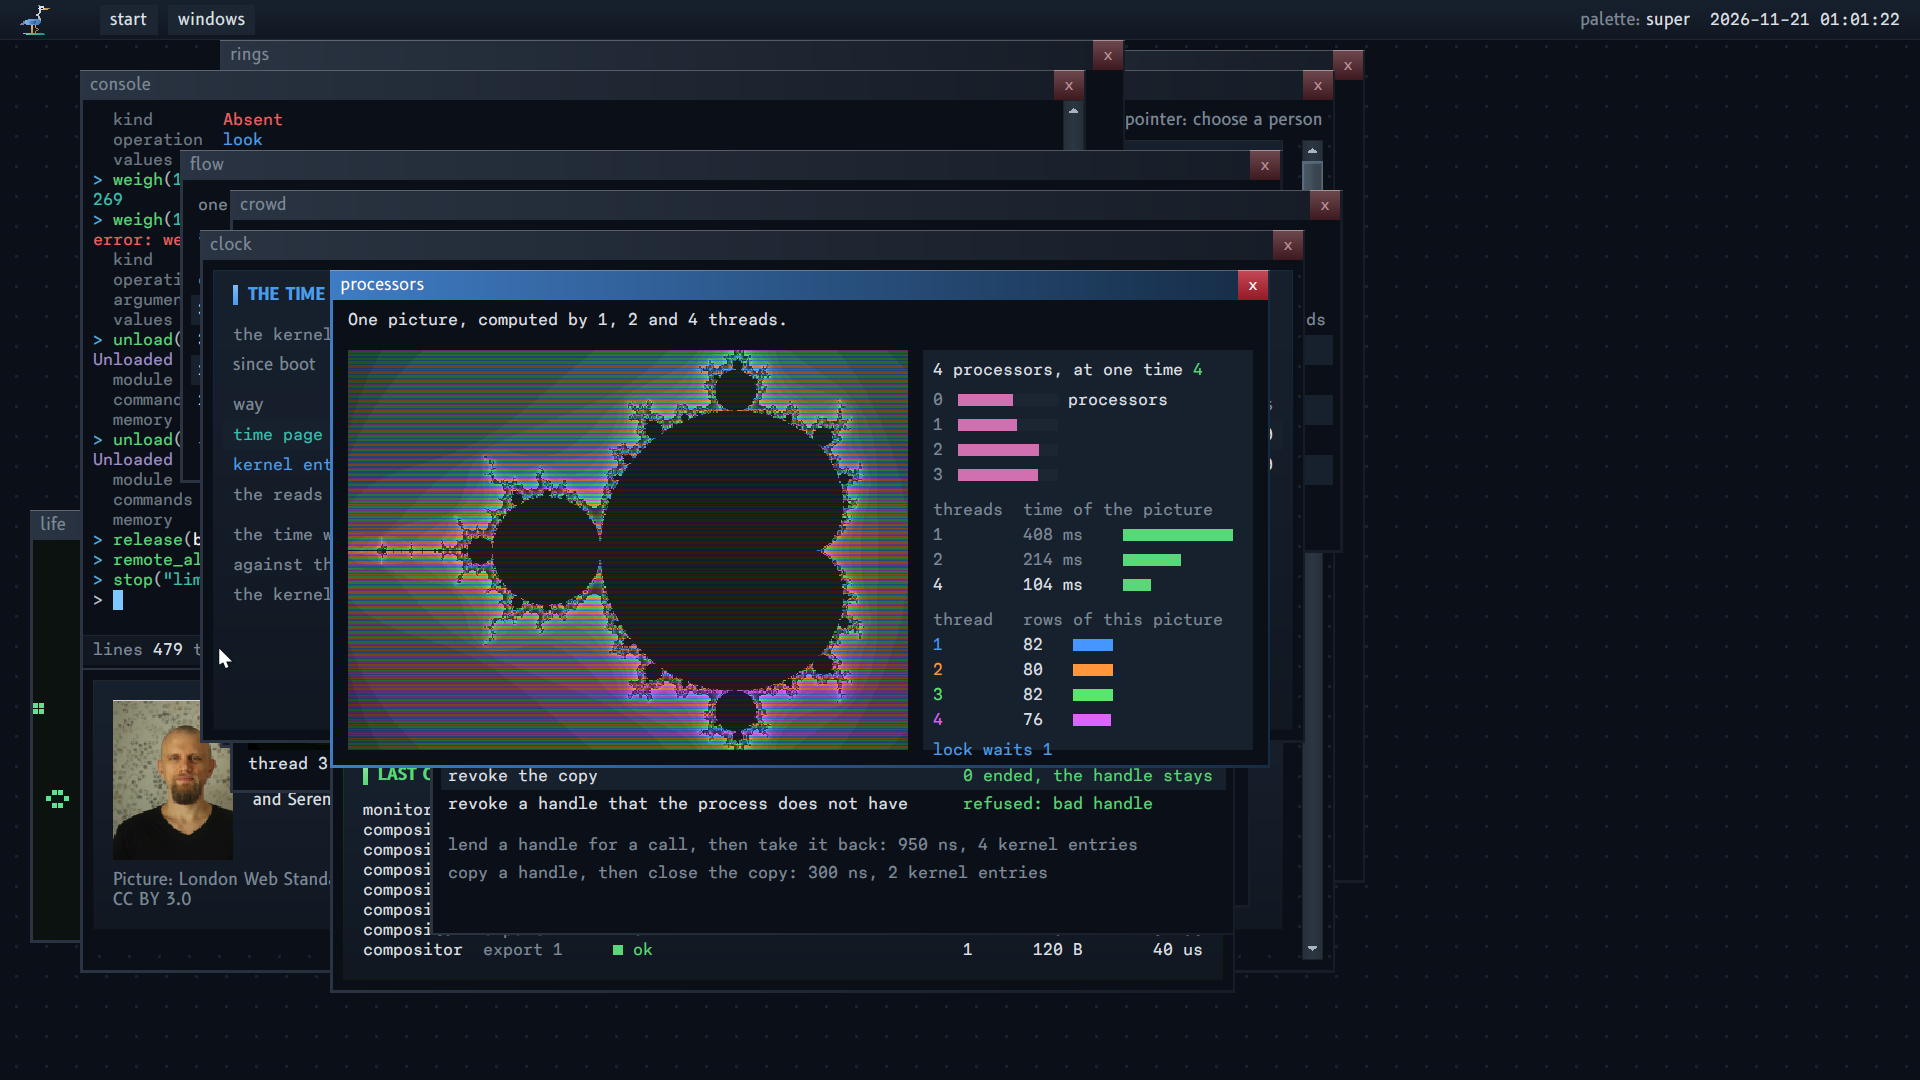 start windows palette: super 2026-11-21 01:01:22
rings x
x
console x
x
pointer: choose a person
kind Absent
operation look
values
> weigh(1
269
> weigh(1
error: we
kind
operati
argumen
values
> unload(
Unloaded
module
command
memory
> unload(
Unloaded
module
commands
memory
> release(b
> remote_al
> stop("lim
>
lines 479 t
flow x
one
crowd x
clock x
THE TIME
the kernel
since boot
way
time page
kernel ent
the reads
the time w
against th
the kernel
processors x
One picture, computed by 1, 2 and 4 threads.
4 processors, at one time 4
0 processors
1
2
3
threads time of the picture
1 408 ms
2 214 ms
4 104 ms
thread rows of this picture
1 82
2 80
3 82
4 76
lock waits 1
ds
life
thread 3
and Seren
Picture: London Web Standa
CC BY 3.0
LAST C
revoke the copy 0 ended, the handle stays
revoke a handle that the process does not have refused: bad handle
lend a handle for a call, then take it back: 950 ns, 4 kernel entries
copy a handle, then close the copy: 300 ns, 2 kernel entries
monitor
composi
composi
composi
composi
composi
composi
compositor export 1 ok 1 120 B 40 us